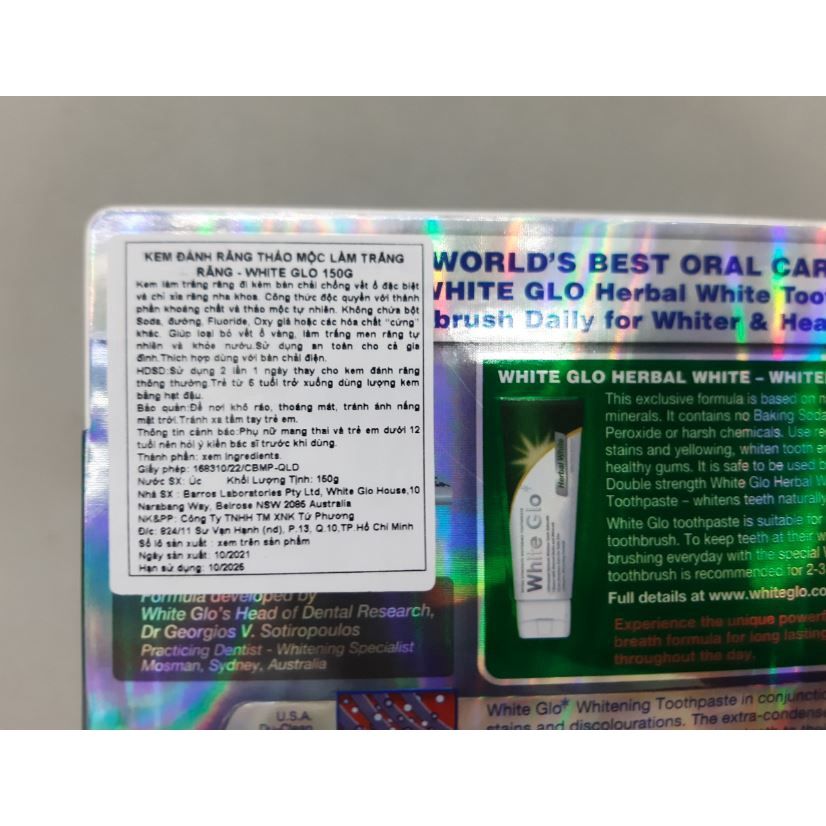 KEM ĐÁNH RĂNG THẢO MỘC LÀM TRẮNG
RĂNG - WHITE GLO 150G
Kem làm trắng răng đi kèm bàn chải chống vết ố đặc biệt
và chỉ xỉa răng nha khoa. Công thức độc quyền với thành
phần khoáng chất và thảo mộc tự nhiên. Không chứa bột
Soda, đường, Fluoride, Oxy già hoặc các hóa chất "cứng"
khác. Giúp loại bỏ vết ố vàng, làm trắng men răng tự
nhiên và khỏe nướu.Sử dụng an toàn cho cả gia
đình.Thích hợp dùng với bàn chải điện.
HDSD:Sử dụng 2 lần 1 ngày thay cho kem đánh răng
thông thường.Trẻ từ 6 tuổi trở xuống dùng lượng kem
bằng hạt đậu.
Bảo quản:Để nơi khô ráo, thoáng mát, tránh ánh nắng
mặt trời.Tránh xa tầm tay trẻ em.
Thông tin cảnh báo:Phụ nữ mang thai và trẻ em dưới 12
tuổi nên hỏi ý kiến bác sĩ trước khi dùng.
Thành phần: xem Ingredients.
Giấy phép: 168310/22/CBMP-QLD
Nước SX: Úc Khối Lượng Tịnh: 150g
Nhà SX : Barros Laboratories Pty Ltd, White Glo House,10
Narabang Way, Belrose NSW 2085 Australia
NK&PP: Công Ty TNHH TM XNK Tứ Phương
Đ/c: 824/11 Sư Vạn Hạnh (nd), P.13, Q.10,TP.Hồ Chí Minh
Số lô sản xuất : xem trên sản phẩm
Ngày sản xuất: 10/2021
Hạn sử dụng: 10/2026
WORLD'S BEST ORAL CAR
WHITE GLO Herbal White Too
brush Daily for Whiter & Hea
WHITE GLO HERBAL WHITE – WHITE
This exclusive formula is based on
minerals. It contains no Baking Soda
Peroxide or harsh chemicals. Use re
stains and yellowing, whiten tooth e
healthy gums. It is safe to be used b
Double strength White Glo Herbal W
Toothpaste – whitens teeth naturally
White Glo toothpaste is suitable for
toothbrush. To keep teeth at their w
brushing everyday with the special
toothbrush is recommended for 2-3
Full details at www.whiteglo.co
Experience the unique powerf
breath formula for long lasting
throughout the day.
White Glo
Herbal White
Formula developed by
White Glo's Head of Dental Research,
Dr Georgios V. Sotiropoulos
Practicing Dentist - Whitening Specialist
Mosman, Sydney, Australia
U.S.A.
White Glo* Whitening Toothpaste in conjunctio
stains and discolourations. The extra-condense